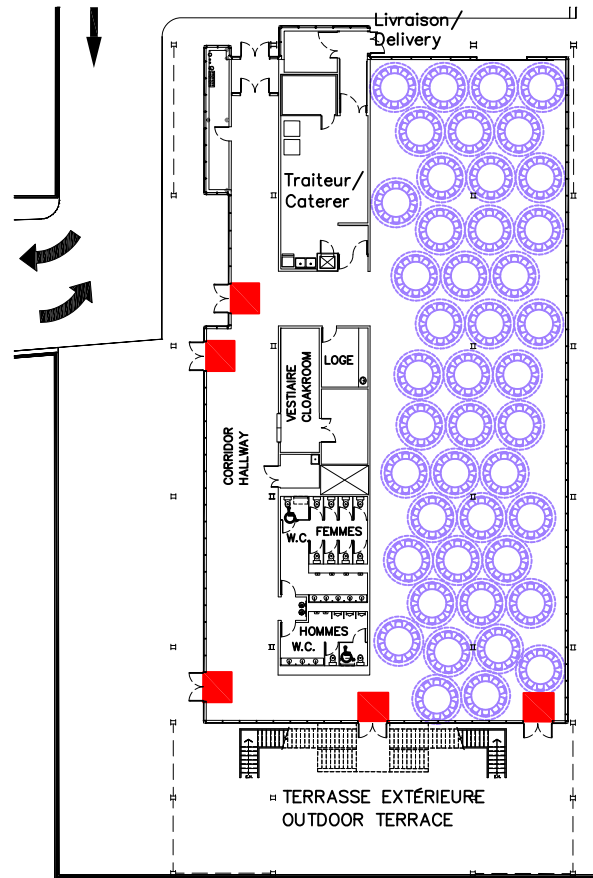 Livraison/
Delivery
Traiteur/
Caterer
VESTIAIRE
CLOAKROOM
LOGE
CORRIDOR
HALLWAY
FEMMES
W.C.
HOMMES
W.C.
TERRASSE EXTÉRIEURE
OUTDOOR TERRACE